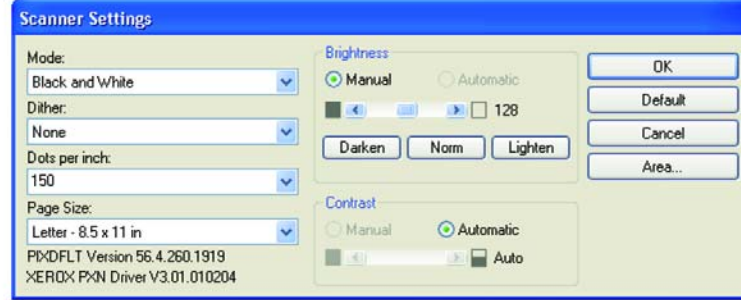 Scanner Settings
Mode:
Black and White
Dither:
None
Dots per inch:
150
Page Size:
Letter - 8.5 x 11 in
PIXDFLT Version 56.4.260.1919
XEROX PXN Driver V3.01.010204
Brightness
Manual Automatic
128
Darken Norm Lighten
Contrast
Manual Automatic
Auto
OK
Default
Cancel
Area...